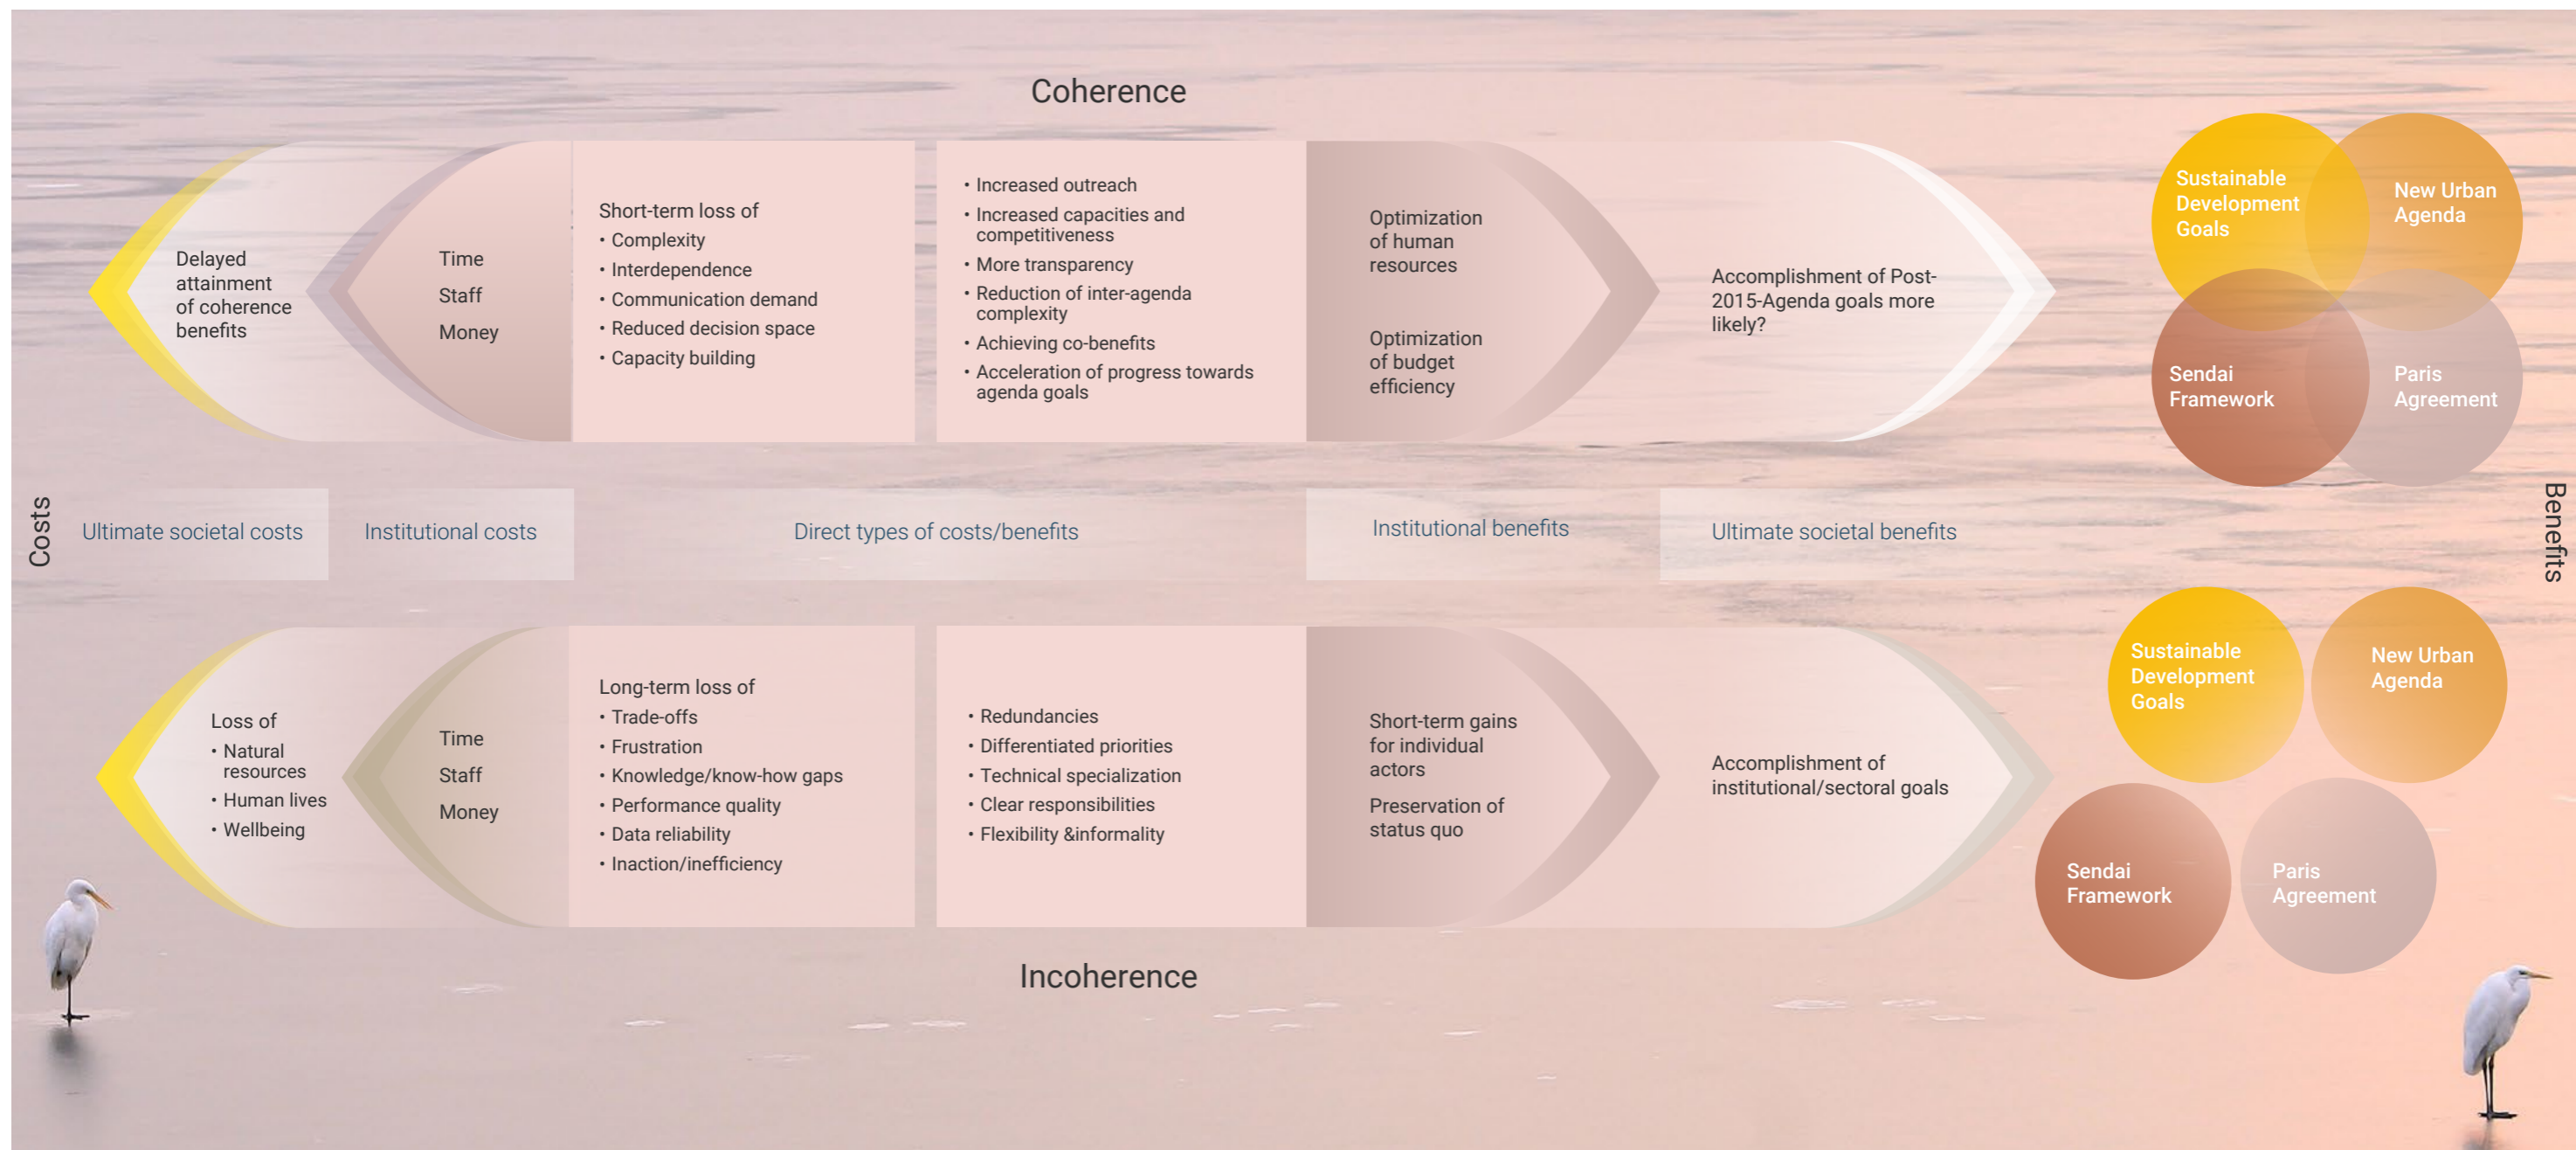 Coherence
Delayed
attainment
of coherence
benefits
Time
Staff
Money
Short-term loss of
• Complexity
• Interdependence
• Communication demand
• Reduced decision space
• Capacity building
• Increased outreach
• Increased capacities and
competitiveness
• More transparency
• Reduction of inter-agenda
complexity
• Achieving co-benefits
• Acceleration of progress towards
agenda goals
Optimization
of human
resources
Optimization
of budget
efficiency
Accomplishment of Post-
2015-Agenda goals more
likely?
Sustainable
Development
Goals
New Urban
Agenda
Sendai
Framework
Paris
Agreement
Costs
Ultimate societal costs
Institutional costs
Direct types of costs/benefits
Institutional benefits
Ultimate societal benefits
Benefits
Loss of
• Natural
resources
• Human lives
• Wellbeing
Time
Staff
Money
Long-term loss of
• Trade-offs
• Frustration
• Knowledge/know-how gaps
• Performance quality
• Data reliability
• Inaction/inefficiency
• Redundancies
• Differentiated priorities
• Technical specialization
• Clear responsibilities
• Flexibility &informality
Short-term gains
for individual
actors
Preservation of
status quo
Accomplishment of
institutional/sectoral goals
Sustainable
Development
Goals
New Urban
Agenda
Sendai
Framework
Paris
Agreement
Incoherence